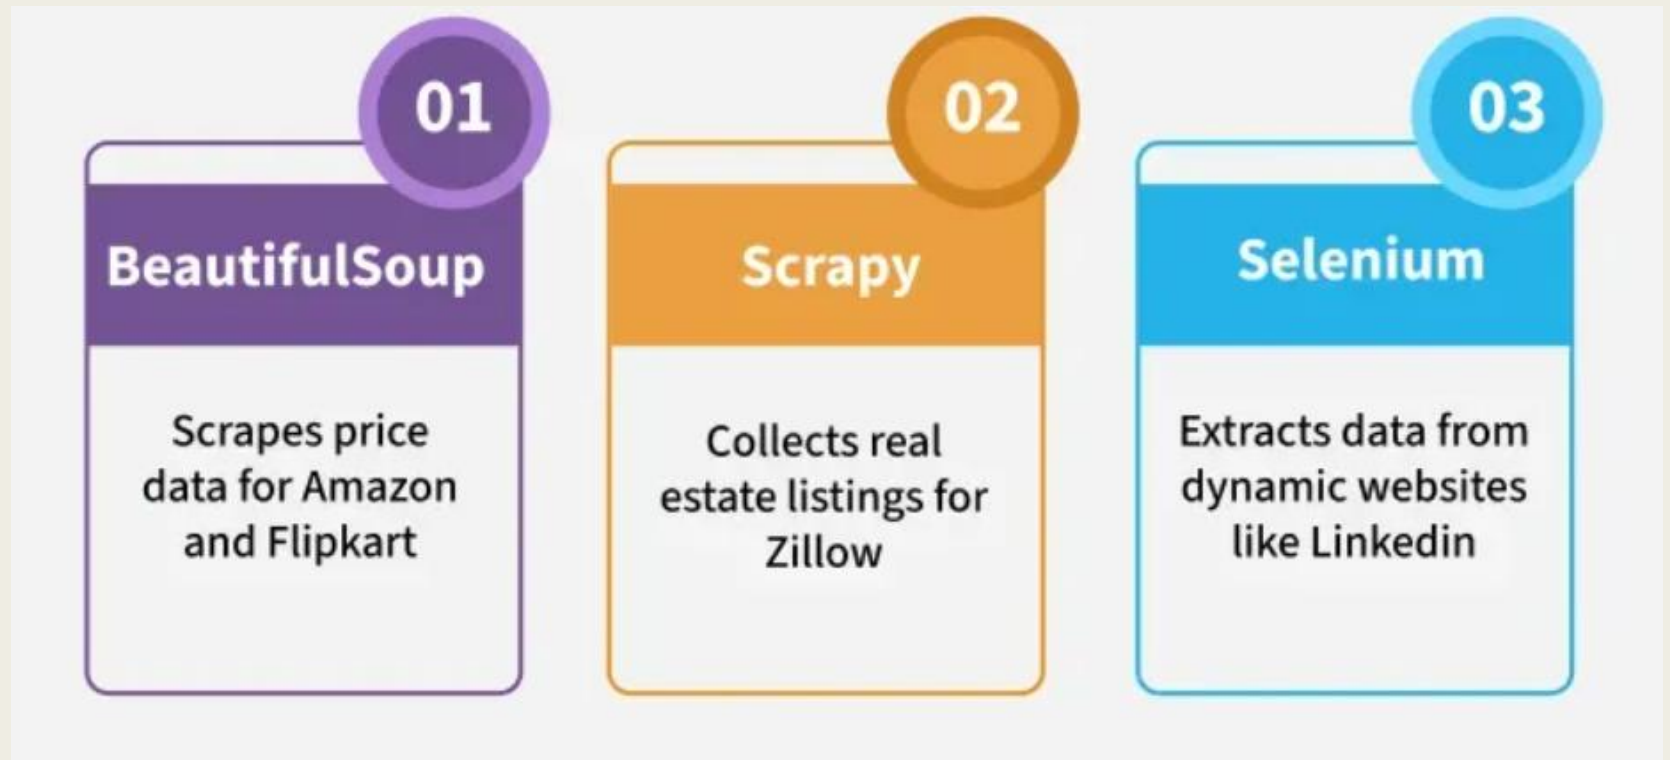 01
BeautifulSoup
Scrapes price
data for Amazon
and Flipkart
02
Scrapy
Collects real
estate listings for
Zillow
03
Selenium
Extracts data from
dynamic websites
like Linkedin